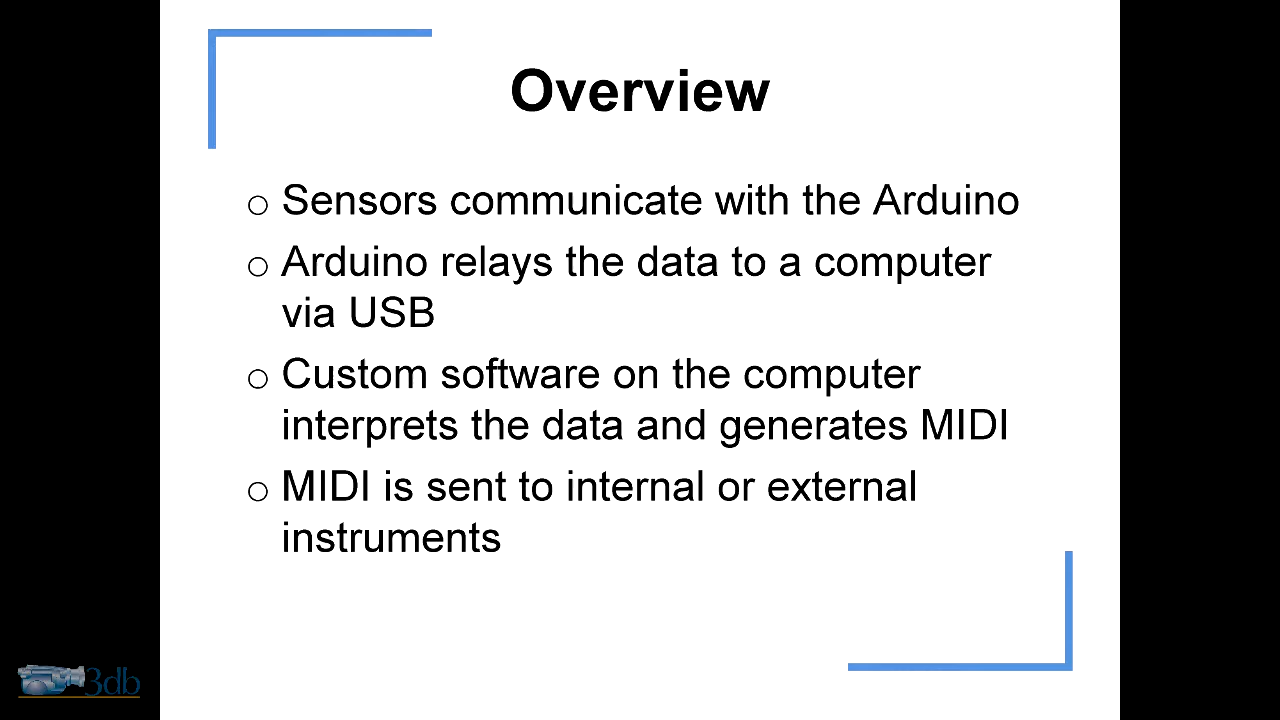 Overview
o Sensors communicate with the Arduino
o Arduino relays the data to a computer
via USB
o Custom software on the computer
interprets the data and generates MIDI
o MIDI is sent to internal or external
instruments
3db